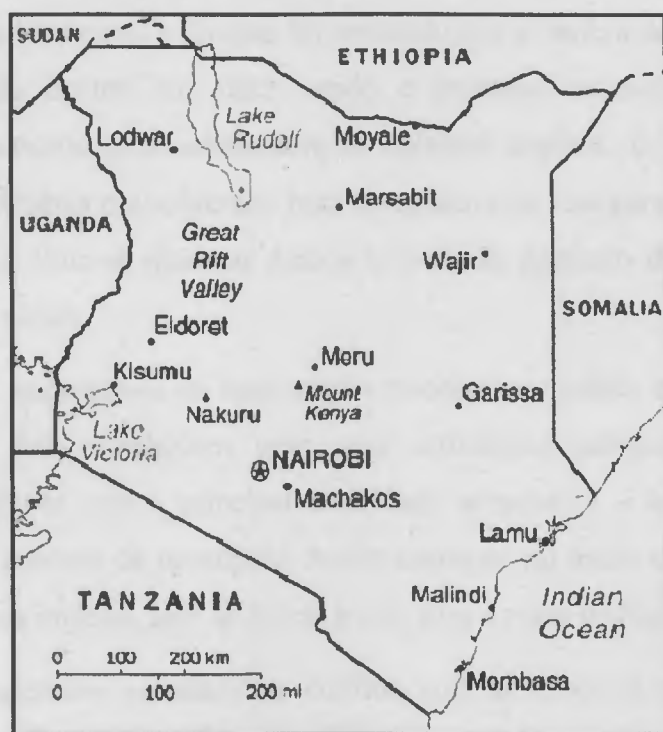 SUDAN
ETHIOPIA
Lake
Rudolf
Lodwar
Moyale
Marsabit
UGANDA
Great
Rift
Valley
Wajir
SOMALIA
Eldoret
Kisumu
Meru
Mount
Kenya
Nakuru
Garissa
Lake
Victoria
NAIROBI
Machakos
Lamu
TANZANIA
Malindi
Indian
Ocean
Mombasa
0 100 200 km
0 100 200 mi